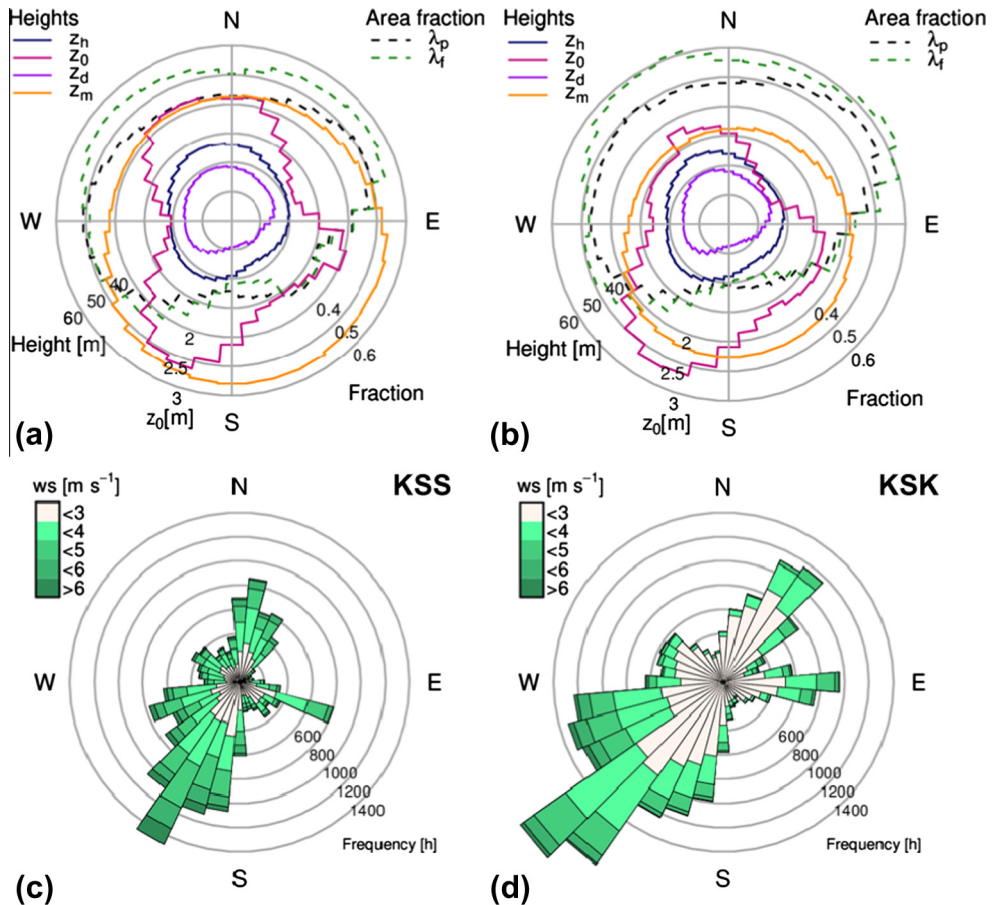 Heights
z_h
z_0
z_d
z_m
N
Area fraction
λ_p
λ_f
W
E
40
50
60
Height [m]
2
2.5
3
z_0[m]
0.4
0.5
0.6
Fraction
S
(a)
Heights
z_h
z_0
z_d
z_m
N
Area fraction
λ_p
λ_f
W
E
40
50
60
Height [m]
2
2.5
3
z_0[m]
0.4
0.5
0.6
Fraction
S
(b)
ws [m s⁻¹]
<3
<4
<5
<6
>6
N
KSS
W
E
600
800
1000
1200
1400
Frequency [h]
S
(c)
ws [m s⁻¹]
<3
<4
<5
<6
>6
N
KSK
W
E
600
800
1000
1200
1400
Frequency [h]
S
(d)